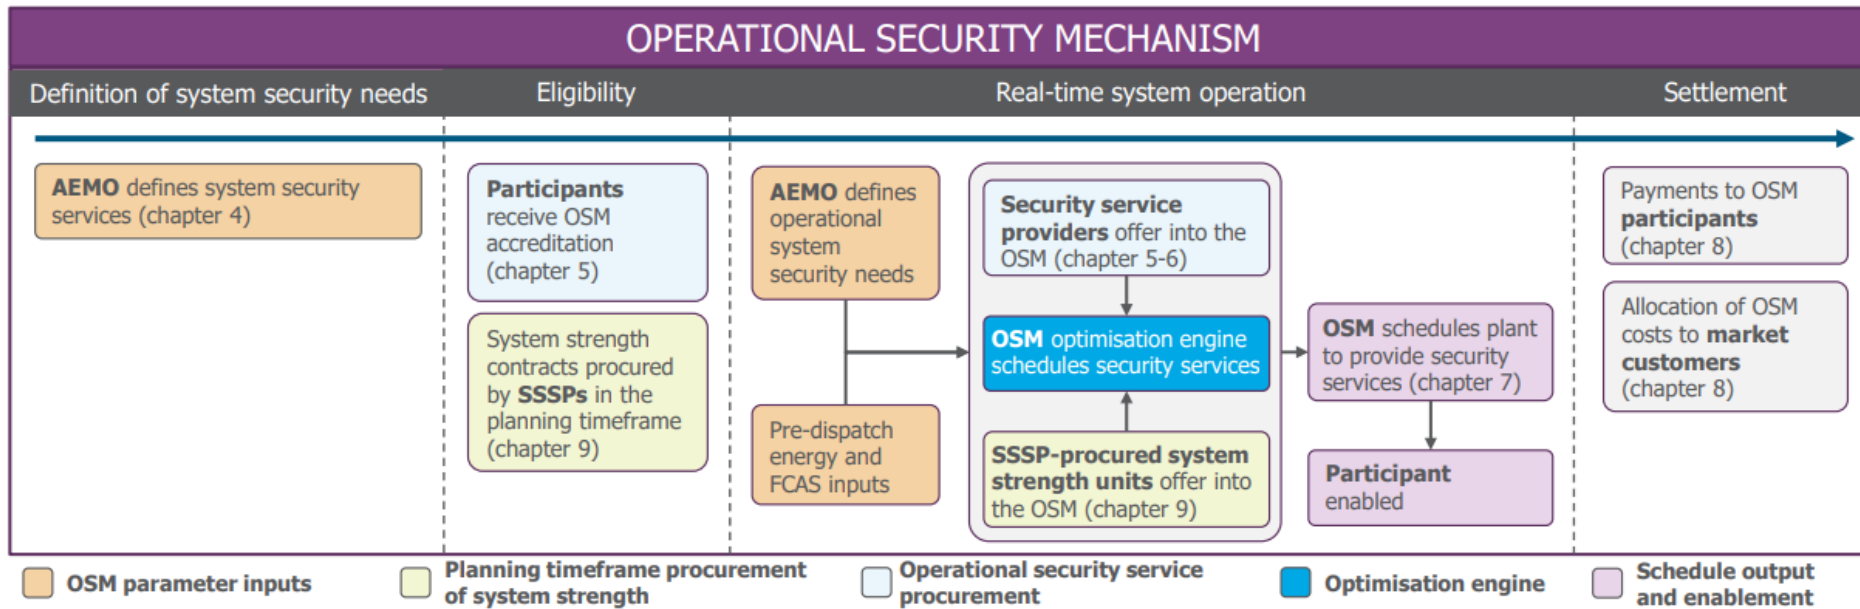 OPERATIONAL SECURITY MECHANISM
Definition of system security needs
Eligibility
Real-time system operation
Settlement
AEMO defines system security
services (chapter 4)
Participants
receive OSM
accreditation
(chapter 5)
System strength
contracts procured
by SSSPs in the
planning timeframe
(chapter 9)
AEMO defines
operational
system
security needs
Pre-dispatch
energy and
FCAS inputs
Security service
providers offer into the
OSM (chapter 5-6)
OSM optimisation engine
schedules security services
SSSP-procured system
strength units offer into
the OSM (chapter 9)
OSM schedules plant
to provide security
services (chapter 7)
Participant
enabled
Payments to OSM
participants
(chapter 8)
Allocation of OSM
costs to market
customers
(chapter 8)
OSM parameter inputs
Planning timeframe procurement
of system strength
Operational security service
procurement
Optimisation engine
Schedule output
and enablement